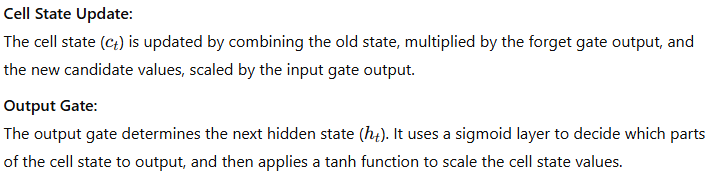 Cell State Update:
The cell state (cₜ) is updated by combining the old state, multiplied by the forget gate output, and
the new candidate values, scaled by the input gate output.
Output Gate:
The output gate determines the next hidden state (hₜ). It uses a sigmoid layer to decide which parts
of the cell state to output, and then applies a tanh function to scale the cell state values.